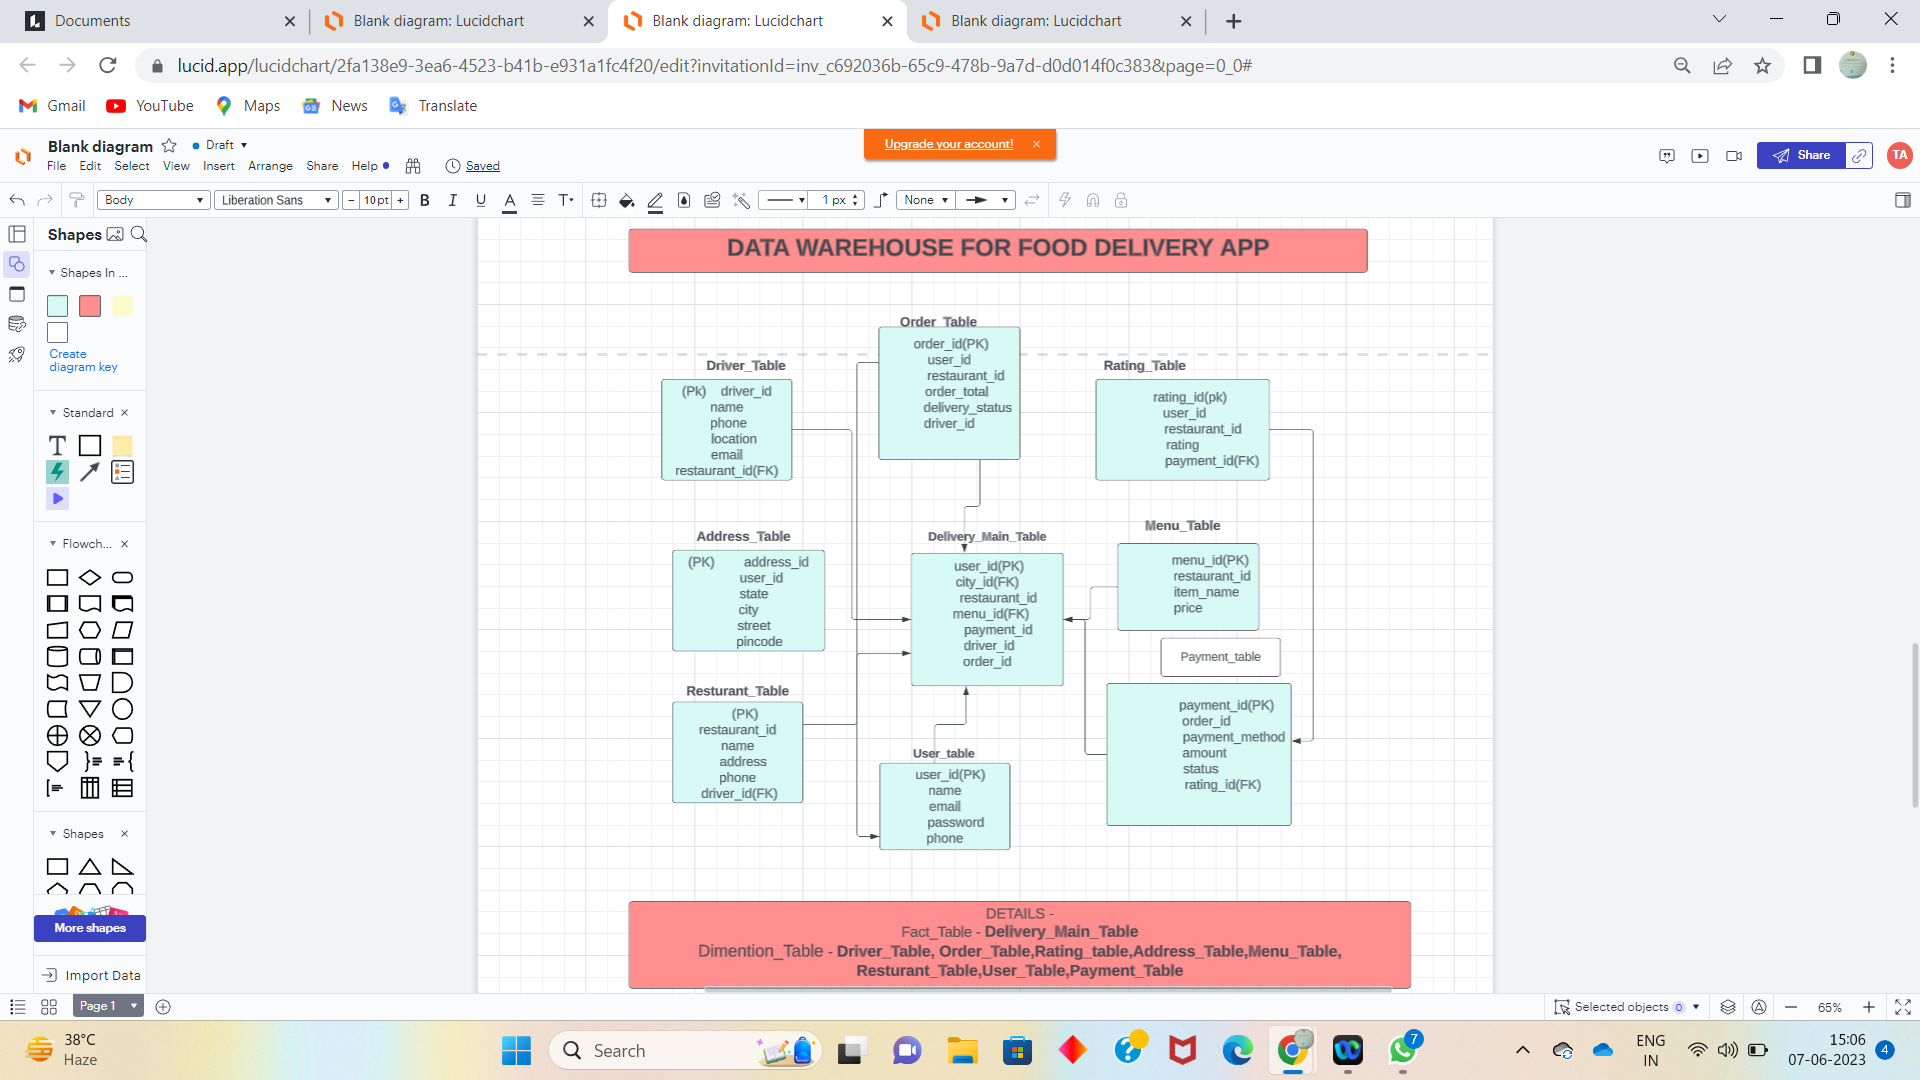 Documents
Blank diagram: Lucidchart
Blank diagram: Lucidchart
Blank diagram: Lucidchart
lucid.app/lucidchart/2fa138e9-3ea6-4523-b41b-e931a1fc4f20/edit?invitationId=inv_c692036b-65c9-478b-9a7d-d0d014f0c383&page=0_0#
Gmail
YouTube
Maps
News
Translate
Blank diagram
Draft
Upgrade your account!
File Edit Select View Insert Arrange Share Help
Saved
Share
TA
Body
Liberation Sans
10 pt
1 px
None
Shapes
Shapes In ...
Create
diagram key
Standard
Flowch...
Shapes
More shapes
Import Data
DATA WAREHOUSE FOR FOOD DELIVERY APP
Order_Table
order_id(PK)
user_id
restaurant_id
order_total
delivery_status
driver_id
Driver_Table
(Pk) driver_id
name
phone
location
email
restaurant_id(FK)
Rating_Table
rating_id(pk)
user_id
restaurant_id
rating
payment_id(FK)
Address_Table
(PK) address_id
user_id
state
city
street
pincode
Delivery_Main_Table
user_id(PK)
city_id(FK)
restaurant_id
menu_id(FK)
payment_id
driver_id
order_id
Menu_Table
menu_id(PK)
restaurant_id
item_name
price
Payment_table
payment_id(PK)
order_id
payment_method
amount
status
rating_id(FK)
Resturant_Table
(PK)
restaurant_id
name
address
phone
driver_id(FK)
User_table
user_id(PK)
name
email
password
phone
DETAILS -
Fact_Table - Delivery_Main_Table
Dimention_Table - Driver_Table, Order_Table,Rating_table,Address_Table,Menu_Table,
Resturant_Table,User_Table,Payment_Table
Page 1
Selected objects 0
65%
38°C
Haze
Search
7
ENG
IN
15:06
07-06-2023
4